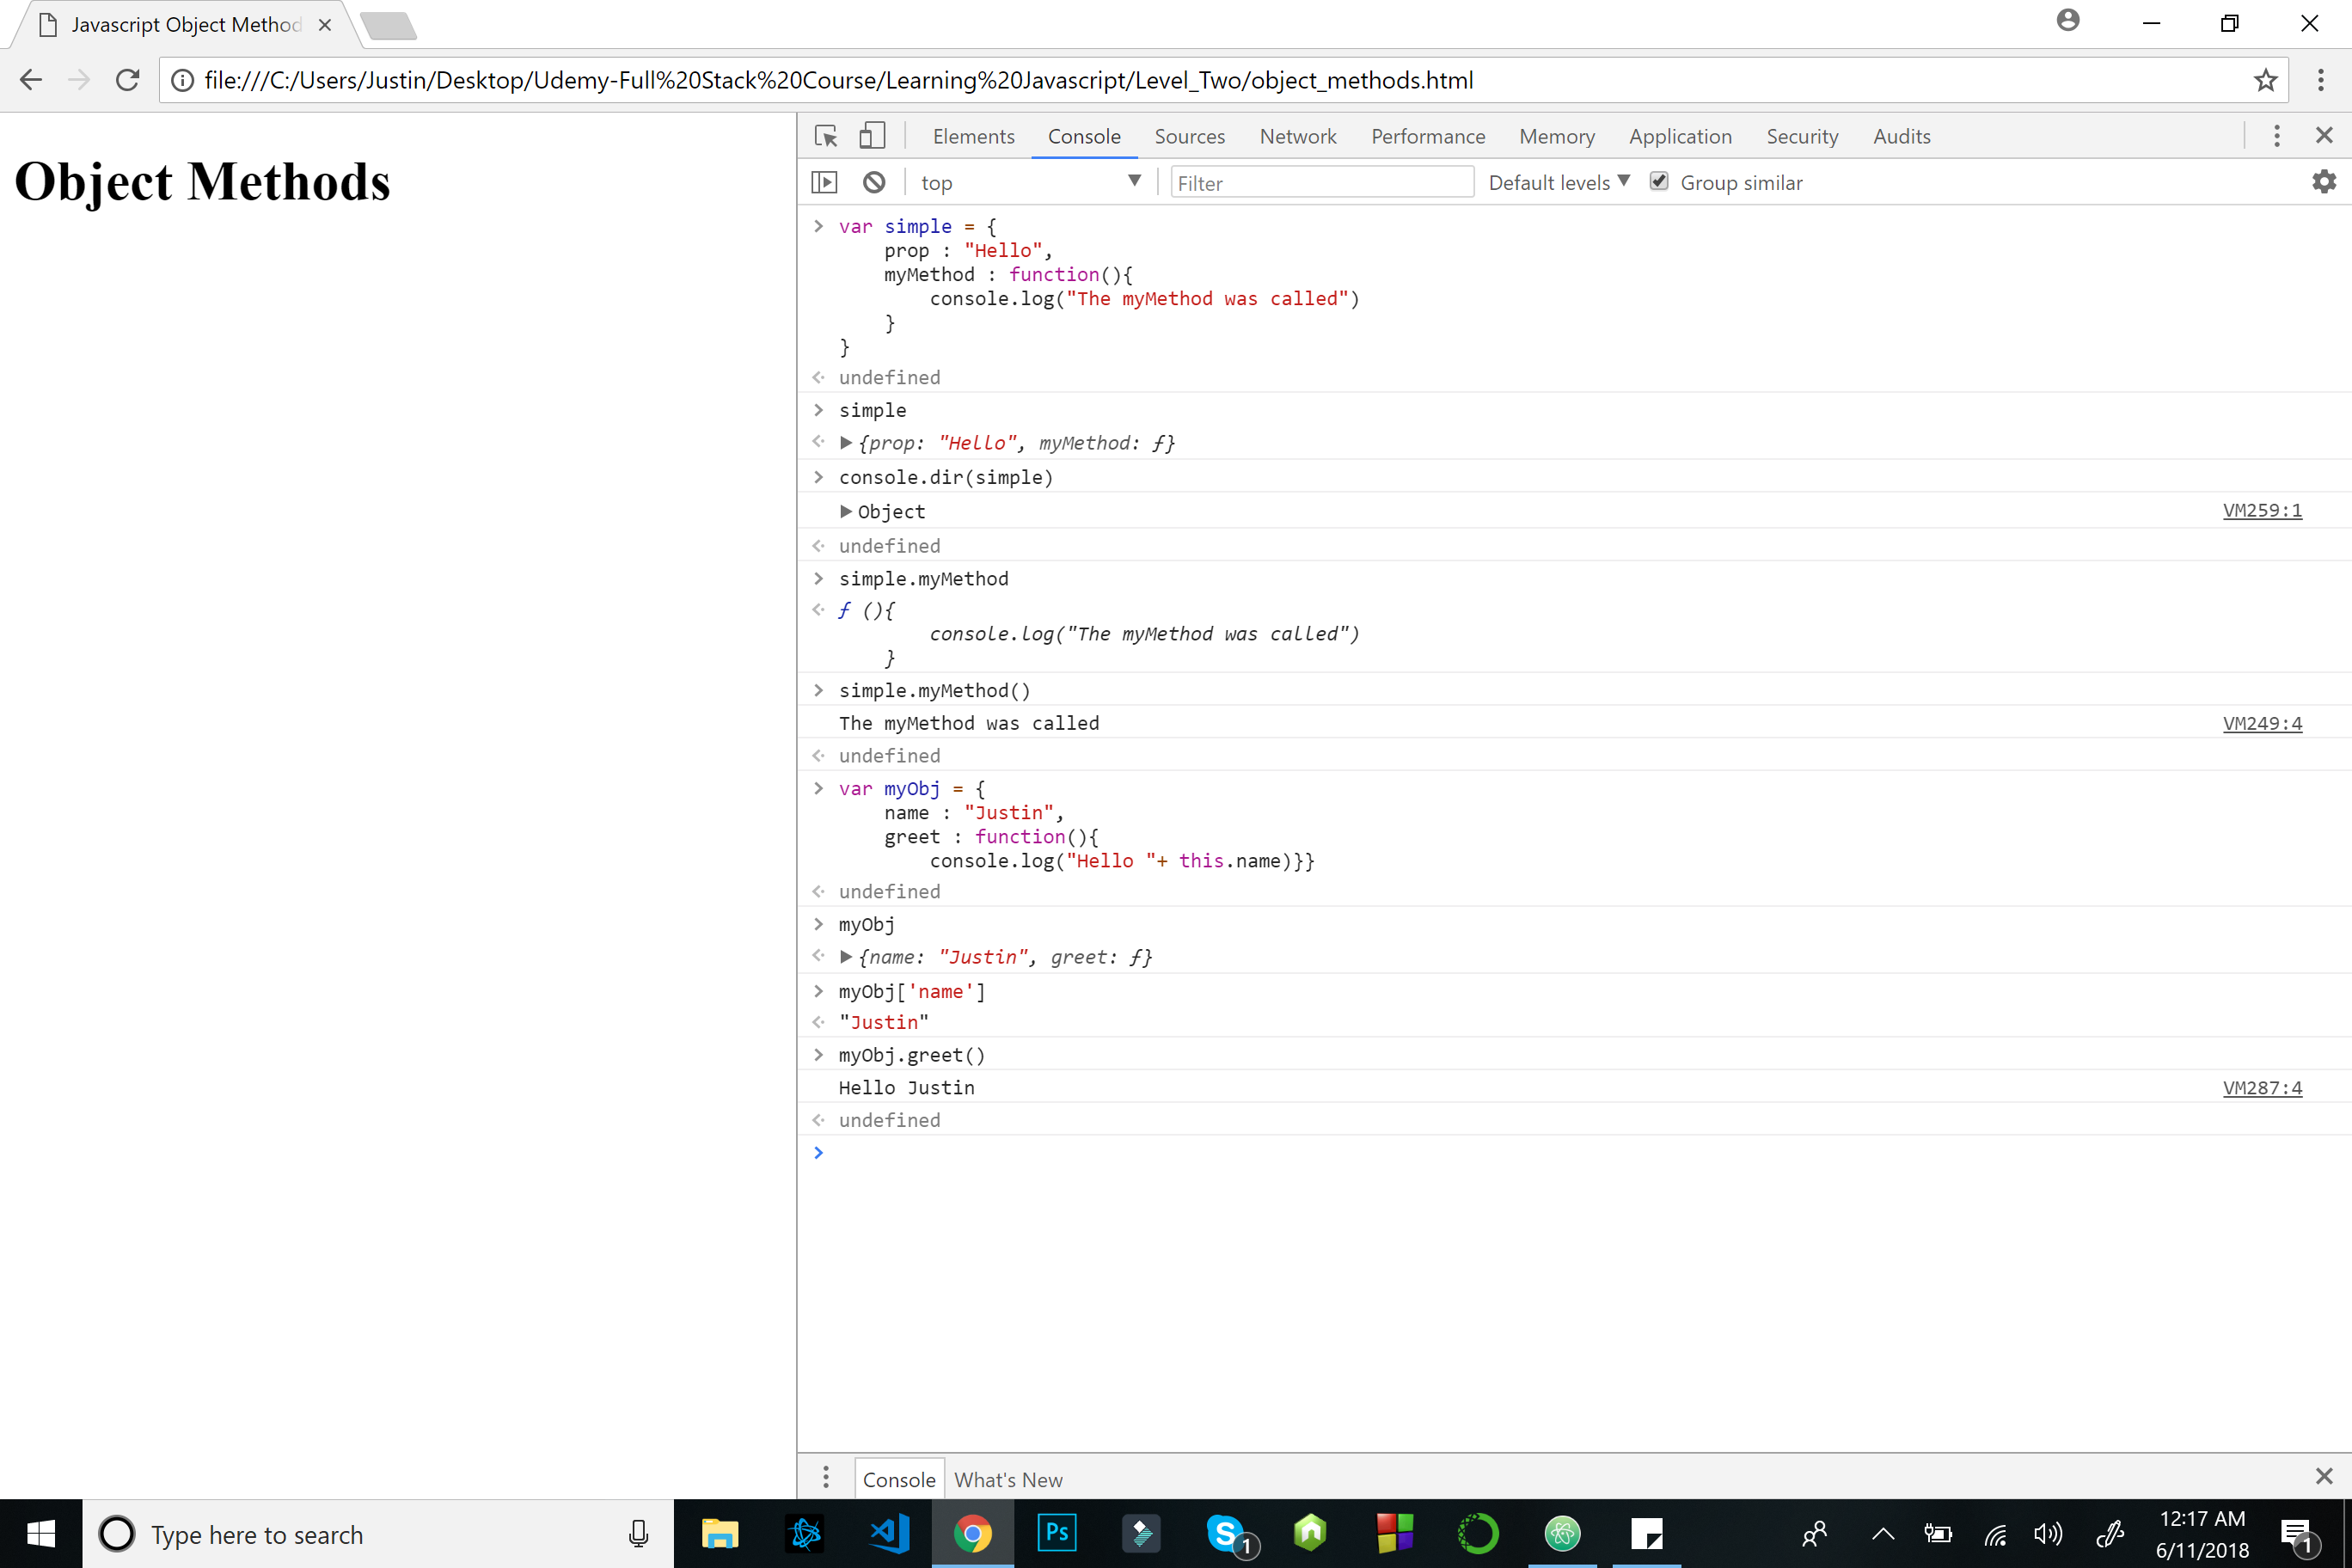 Javascript Object Method
file:///C:/Users/Justin/Desktop/Udemy-Full%20Stack%20Course/Learning%20Javascript/Level_Two/object_methods.html
Object Methods
Elements Console Sources Network Performance Memory Application Security Audits
top Filter Default levels Group similar
> var simple = {
    prop : "Hello",
    myMethod : function(){
        console.log("The myMethod was called")
    }
}
undefined
> simple
{prop: "Hello", myMethod: ƒ}
> console.dir(simple)
Object VM259:1
undefined
> simple.myMethod
ƒ (){
        console.log("The myMethod was called")
    }
> simple.myMethod()
The myMethod was called VM249:4
undefined
> var myObj = {
    name : "Justin",
    greet : function(){
        console.log("Hello "+ this.name)}}
undefined
> myObj
{name: "Justin", greet: ƒ}
> myObj['name']
"Justin"
> myObj.greet()
Hello Justin VM287:4
undefined
>
Console What's New
Type here to search
Ps
S 1
12:17 AM
6/11/2018
1